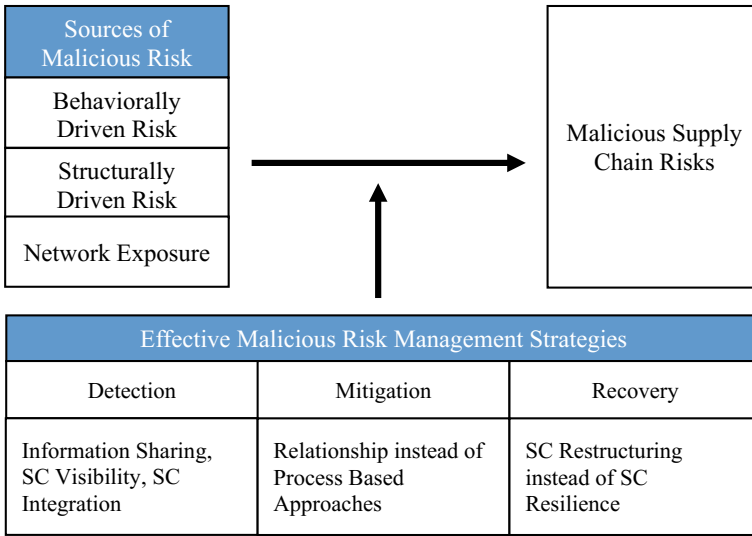 Sources of
Malicious Risk
Behaviorally
Driven Risk
Structurally
Driven Risk
Network Exposure
Malicious Supply
Chain Risks
Effective Malicious Risk Management Strategies
Detection
Mitigation
Recovery
Information Sharing,
SC Visibility, SC
Integration
Relationship instead of
Process Based
Approaches
SC Restructuring
instead of SC
Resilience